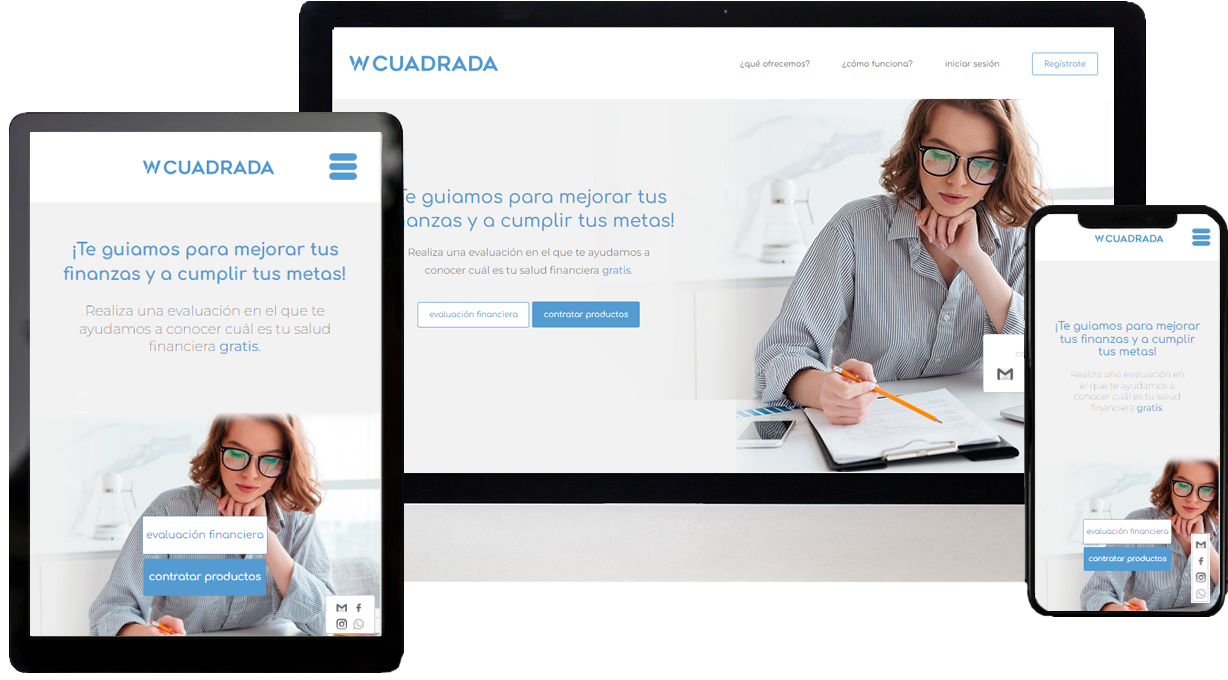 W CUADRADA
¿qué ofrecemos?
¿cómo funciona?
iniciar sesión
Regístrate
Te guiamos para mejorar tus
anzas y a cumplir tus metas!
Realiza una evaluación en el que te ayudamos a
conocer cuál es tu salud financiera gratis.
evaluación financiera
contratar productos
co
W CUADRADA
¡Te guiamos para mejorar tus
finanzas y a cumplir tus metas!
Realiza una evaluación en el que te
ayudamos a conocer cuál es tu salud
financiera gratis.
evaluación financiera
contratar productos
W CUADRADA
¡Te guiamos para mejorar
tus finanzas y a cumplir
tus metas!
Realiza una evaluación en
el que te ayudamos a
conocer cuál es tu salud
financiera gratis.
evaluación financiera
contratar productos